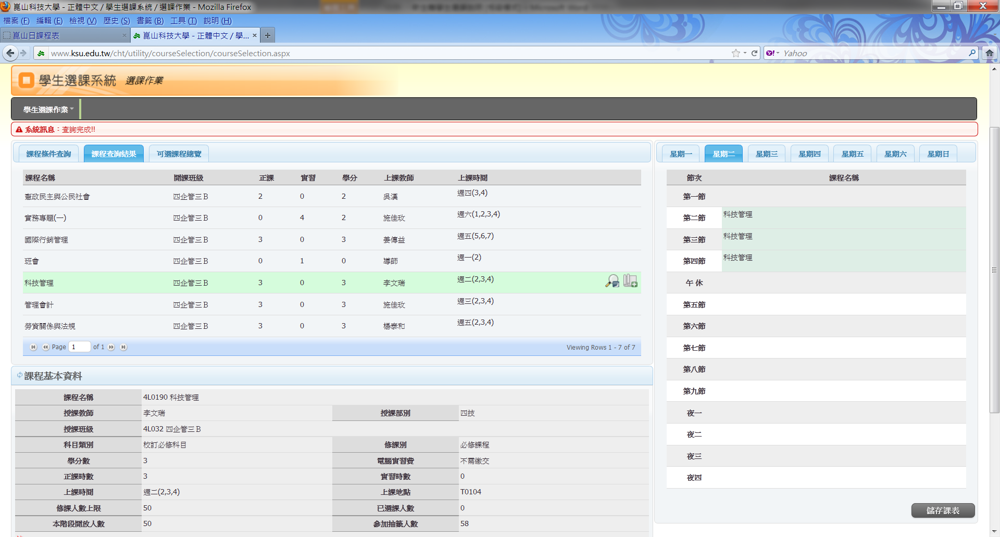 崑山科技大學 - 正體中文 / 學生選課系統 / 選課作業 - Mozilla Firefox
檔案 (F) 編輯 (E) 檢視 (V) 歷史 (S) 書籤 (B) 工具 (T) 說明 (H)
崑山日課程表 × 崑山科技大學 - 正體中文 / 學... × +
www.ksu.edu.tw/cht/utility/courseSelection/courseSelection.aspx Yahoo
學生選課系統 選課作業
學生選課作業
系統訊息：查詢完成!!
課程條件查詢 課程查詢結果 可選課程總覽
課程名稱 開課班級 正課 實習 學分 上課教師 上課時間
憲政民主與公民社會 四企管三B 2 0 2 吳漢 週四(3,4)
實務專題(一) 四企管三B 0 4 2 施佳玫 週六(1,2,3,4)
國際行銷管理 四企管三B 3 0 3 姜傳益 週五(5,6,7)
班會 四企管三B 0 1 0 導師 週一(2)
科技管理 四企管三B 3 0 3 李文瑞 週二(2,3,4)
管理會計 四企管三B 3 0 3 施佳玫 週三(2,3,4)
勞資關係與法規 四企管三B 3 0 3 楊泰和 週五(2,3,4)
Page 1 of 1 Viewing Rows 1 - 7 of 7
課程基本資料
課程名稱 4L0190 科技管理
授課教師 李文瑞 授課部別 四技
授課班級 4L032 四企管三B
科目類別 校訂必修科目 修課別 必修課程
學分數 3 電腦實習費 不需繳交
正課時數 3 實習時數 0
上課時間 週二(2,3,4) 上課地點 T0104
修課人數上限 50 已選課人數 0
本階段開放人數 50 參加抽籤人數 58
星期一 星期二 星期三 星期四 星期五 星期六 星期日
節次 課程名稱
第一節
第二節 科技管理
第三節 科技管理
第四節 科技管理
午 休
第五節
第六節
第七節
第八節
第九節
夜一
夜二
夜三
夜四
儲存課表